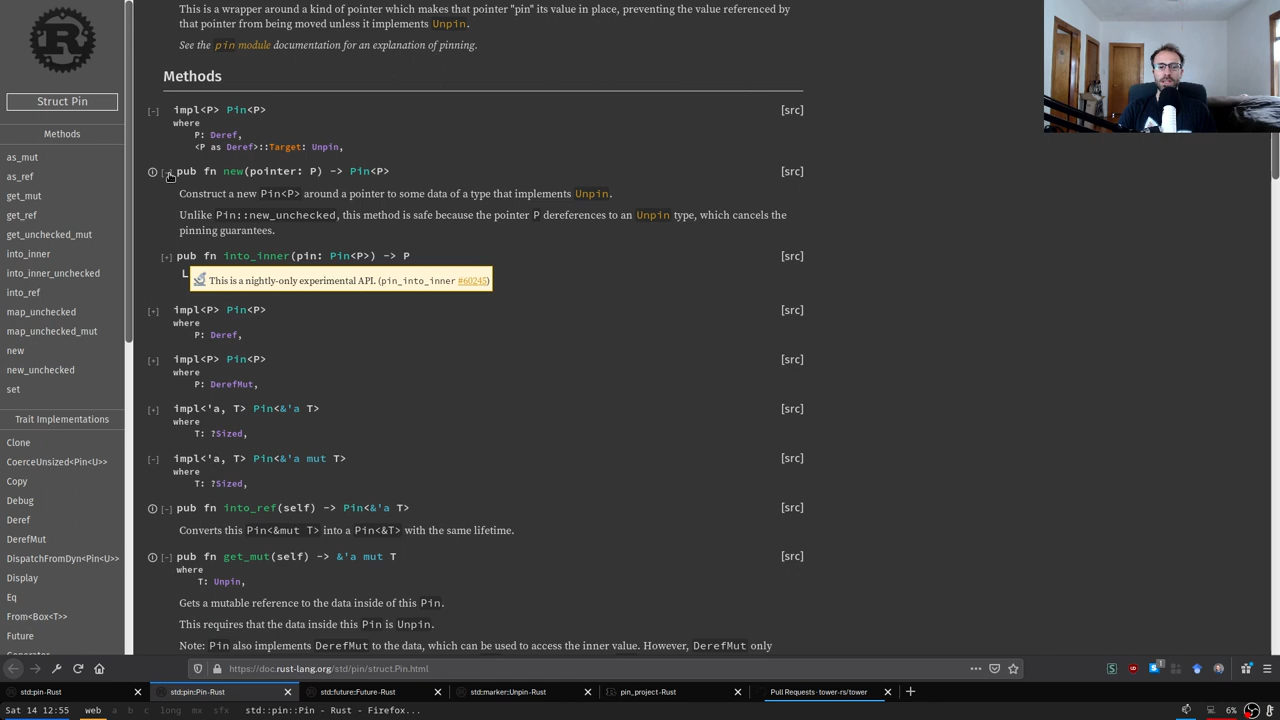 This is a wrapper around a kind of pointer which makes that pointer "pin" its value in place, preventing the value referenced by
that pointer from being moved unless it implements Unpin.
See the pin module documentation for an explanation of pinning.
Struct Pin
Methods
as_mut
as_ref
get_mut
get_ref
get_unchecked_mut
into_inner
into_inner_unchecked
into_ref
map_unchecked
map_unchecked_mut
new
new_unchecked
set
Trait Implementations
Clone
CoerceUnsized<Pin<U>>
Copy
Debug
Deref
DerefMut
DispatchFromDyn<Pin<U>>
Display
Eq
From<Box<T>>
Future
Generator
Methods
[-] impl<P> Pin<P> [src]
where
P: Deref,
<P as Deref>::Target: Unpin,
pub fn new(pointer: P) -> Pin<P> [src]
Construct a new Pin<P> around a pointer to some data of a type that implements Unpin.
Unlike Pin::new_unchecked, this method is safe because the pointer P dereferences to an Unpin type, which cancels the
pinning guarantees.
[+] pub fn into_inner(pin: Pin<P>) -> P [src]
This is a nightly-only experimental API. (pin_into_inner #60245)
[+] impl<P> Pin<P> [src]
where
P: Deref,
[+] impl<P> Pin<P> [src]
where
P: DerefMut,
[+] impl<'a, T> Pin<&'a T> [src]
where
T: ?Sized,
[-] impl<'a, T> Pin<&'a mut T> [src]
where
T: ?Sized,
[-] pub fn into_ref(self) -> Pin<&'a T> [src]
Converts this Pin<&mut T> into a Pin<&T> with the same lifetime.
[-] pub fn get_mut(self) -> &'a mut T [src]
where
T: Unpin,
Gets a mutable reference to the data inside of this Pin.
This requires that the data inside this Pin is Unpin.
Note: Pin also implements DerefMut to the data, which can be used to access the inner value. However, DerefMut only
https://doc.rust-lang.org/std/pin/struct.Pin.html
std::pin - Rust
std::pin::Pin - Rust
std::future::Future - Rust
std::marker::Unpin - Rust
pin_project - Rust
Pull Requests · tower-rs/tower
Sat 14 12:55 web a b c long mx sfx std::pin::Pin - Rust - Firefox... 6%